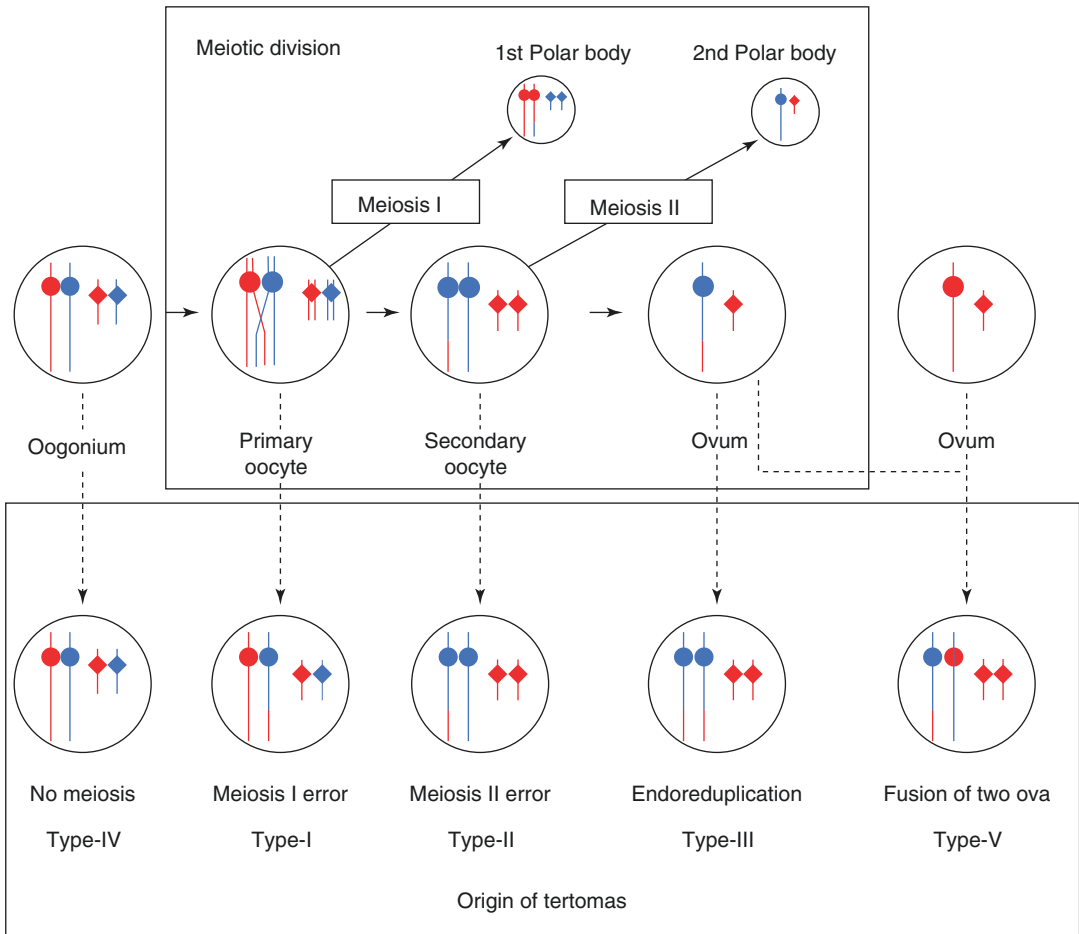 Meiotic division
1st Polar body
2nd Polar body
Meiosis I
Meiosis II
Oogonium
Primary
oocyte
Secondary
oocyte
Ovum
Ovum
No meiosis
Type-IV
Meiosis I error
Type-I
Meiosis II error
Type-II
Endoreduplication
Type-III
Fusion of two ova
Type-V
Origin of tertomas